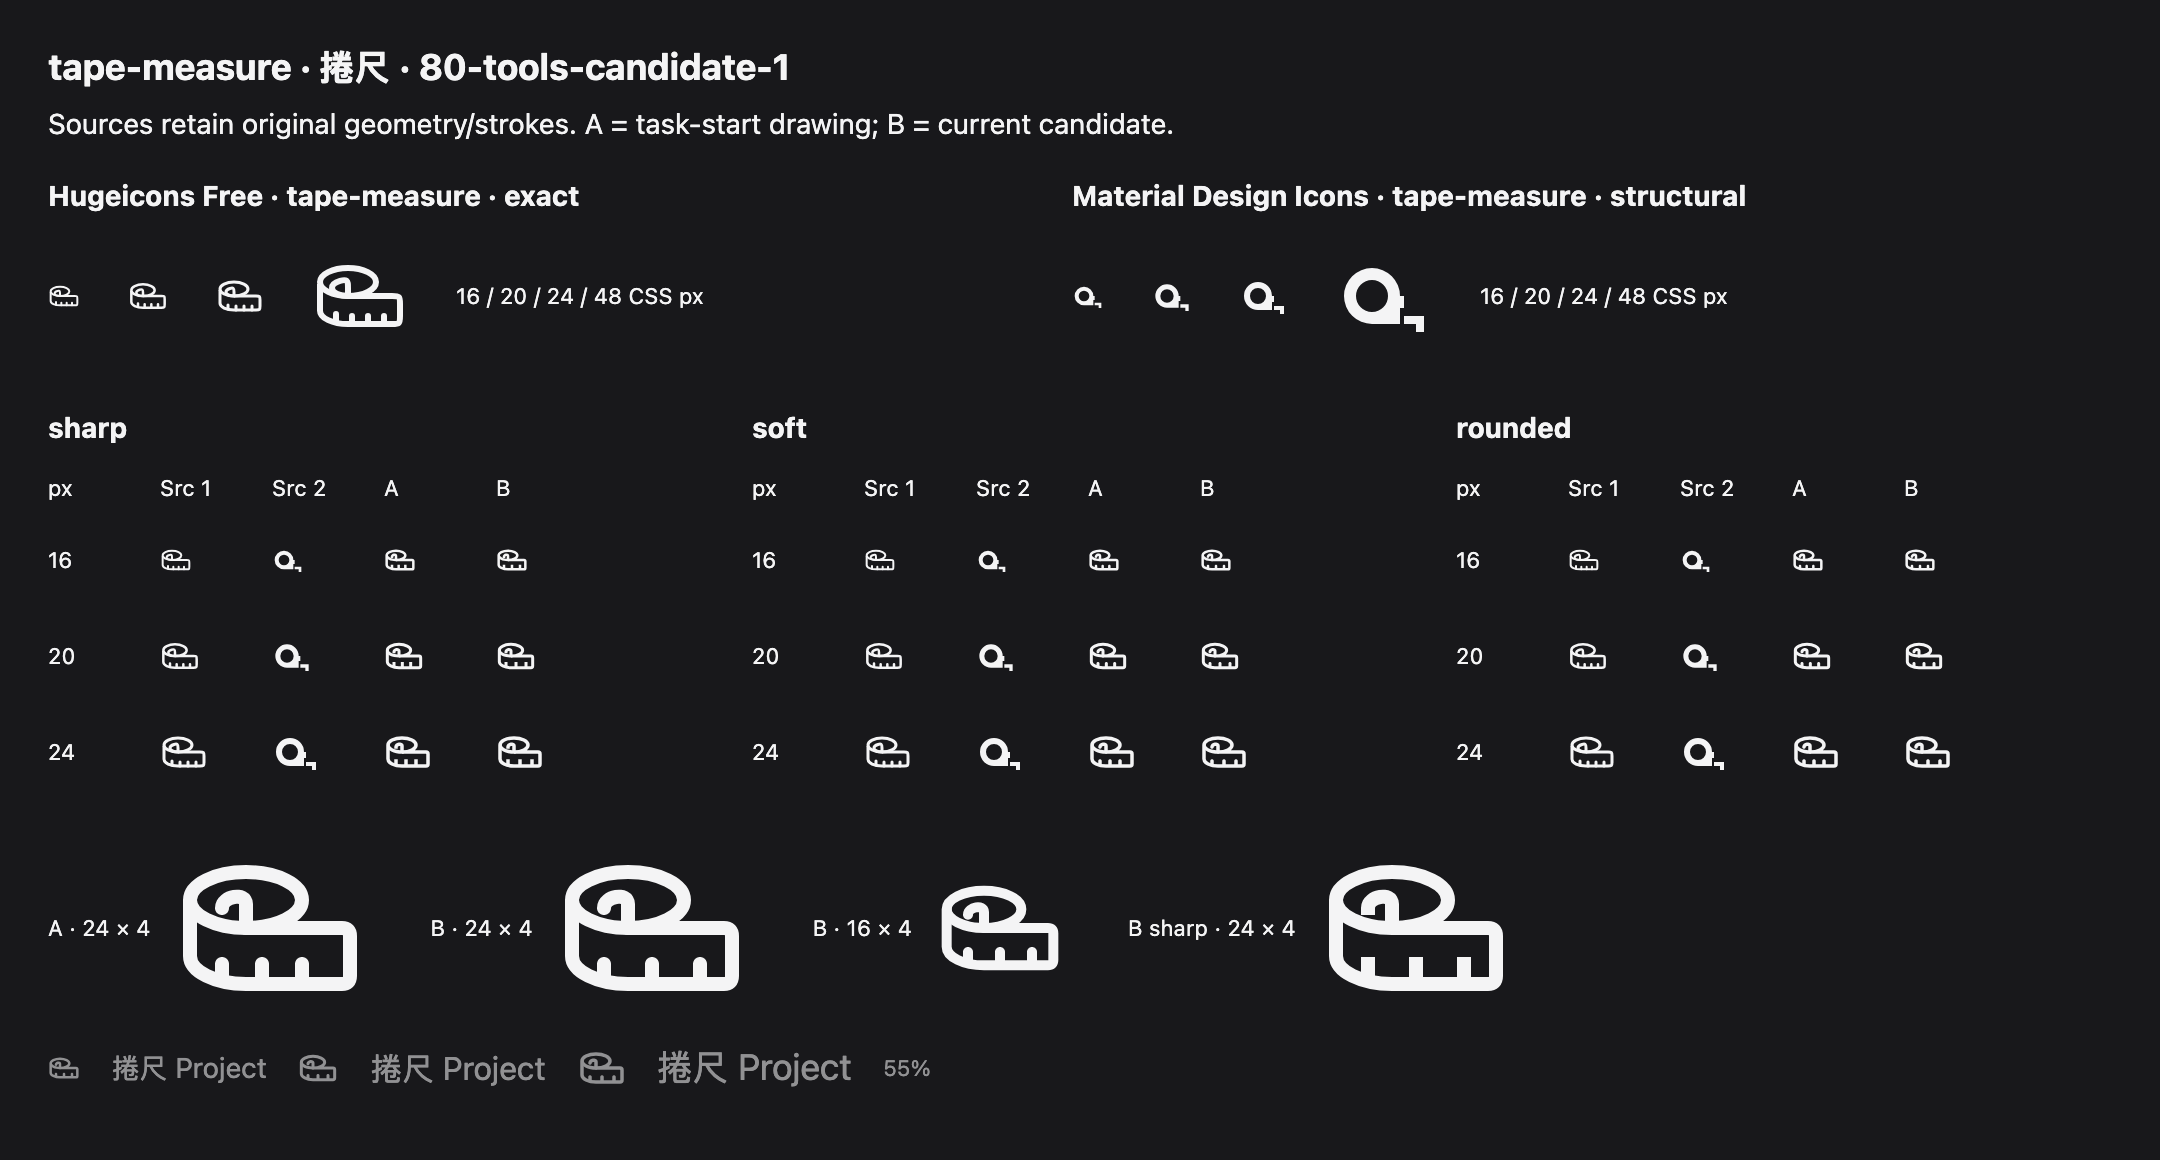 tape-measure · 捲尺 · 80-tools-candidate-1
Sources retain original geometry/strokes. A = task-start drawing; B = current candidate.
Hugeicons Free · tape-measure · exact
Material Design Icons · tape-measure · structural
16 / 20 / 24 / 48 CSS px
16 / 20 / 24 / 48 CSS px
sharp
soft
rounded
px Src 1 Src 2 A B
px Src 1 Src 2 A B
px Src 1 Src 2 A B
16
16
16
20
20
20
24
24
24
A · 24 × 4
B · 24 × 4
B · 16 × 4
B sharp · 24 × 4
捲尺 Project
捲尺 Project
捲尺 Project
55%